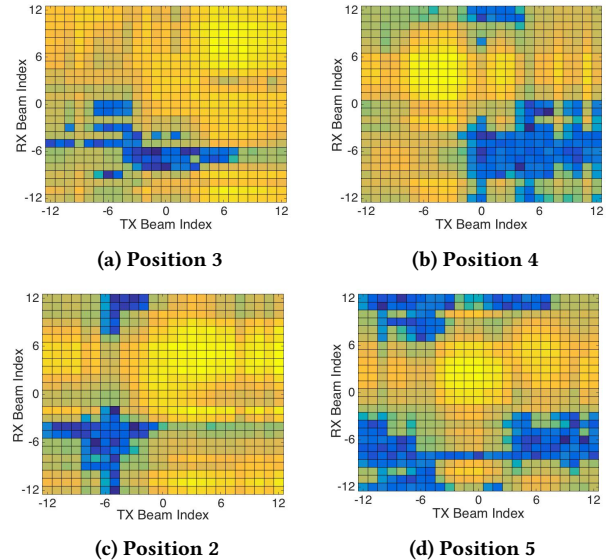 12
6
0
-6
-12
RX Beam Index
-12 -6 0 6 12
TX Beam Index
(a) Position 3
12
6
0
-6
-12
RX Beam Index
-12 -6 0 6 12
TX Beam Index
(b) Position 4
12
6
0
-6
-12
RX Beam Index
-12 -6 0 6 12
TX Beam Index
(c) Position 2
12
6
0
-6
-12
RX Beam Index
-12 -6 0 6 12
TX Beam Index
(d) Position 5